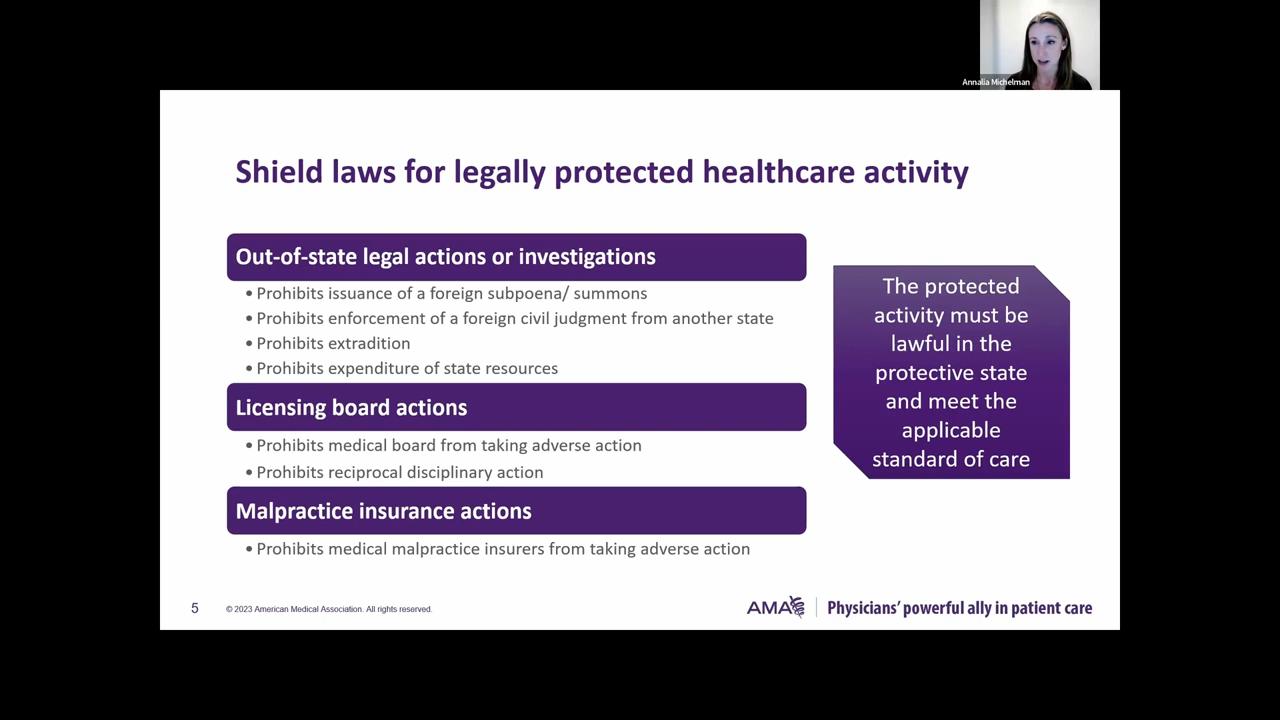 Annalia Michelman
Shield laws for legally protected healthcare activity
Out-of-state legal actions or investigations
• Prohibits issuance of a foreign subpoena/ summons
• Prohibits enforcement of a foreign civil judgment from another state
• Prohibits extradition
• Prohibits expenditure of state resources
Licensing board actions
• Prohibits medical board from taking adverse action
• Prohibits reciprocal disciplinary action
Malpractice insurance actions
• Prohibits medical malpractice insurers from taking adverse action
The protected
activity must be
lawful in the
protective state
and meet the
applicable
standard of care
5
© 2023 American Medical Association. All rights reserved.
AMA
Physicians’ powerful ally in patient care